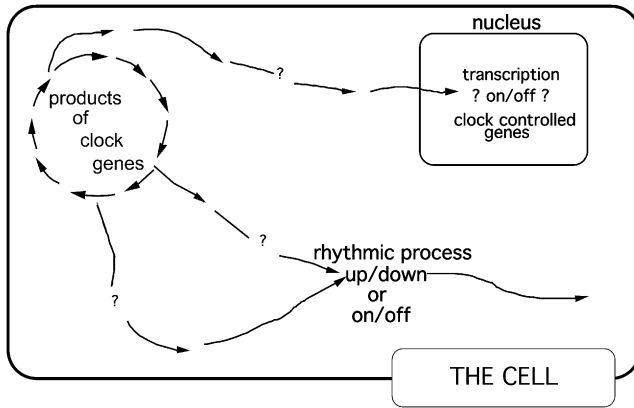 nucleus
products
of
clock
genes
?
transcription
? on/off ?
clock controlled
genes
?
?
rhythmic process
up/down
or
on/off
THE CELL